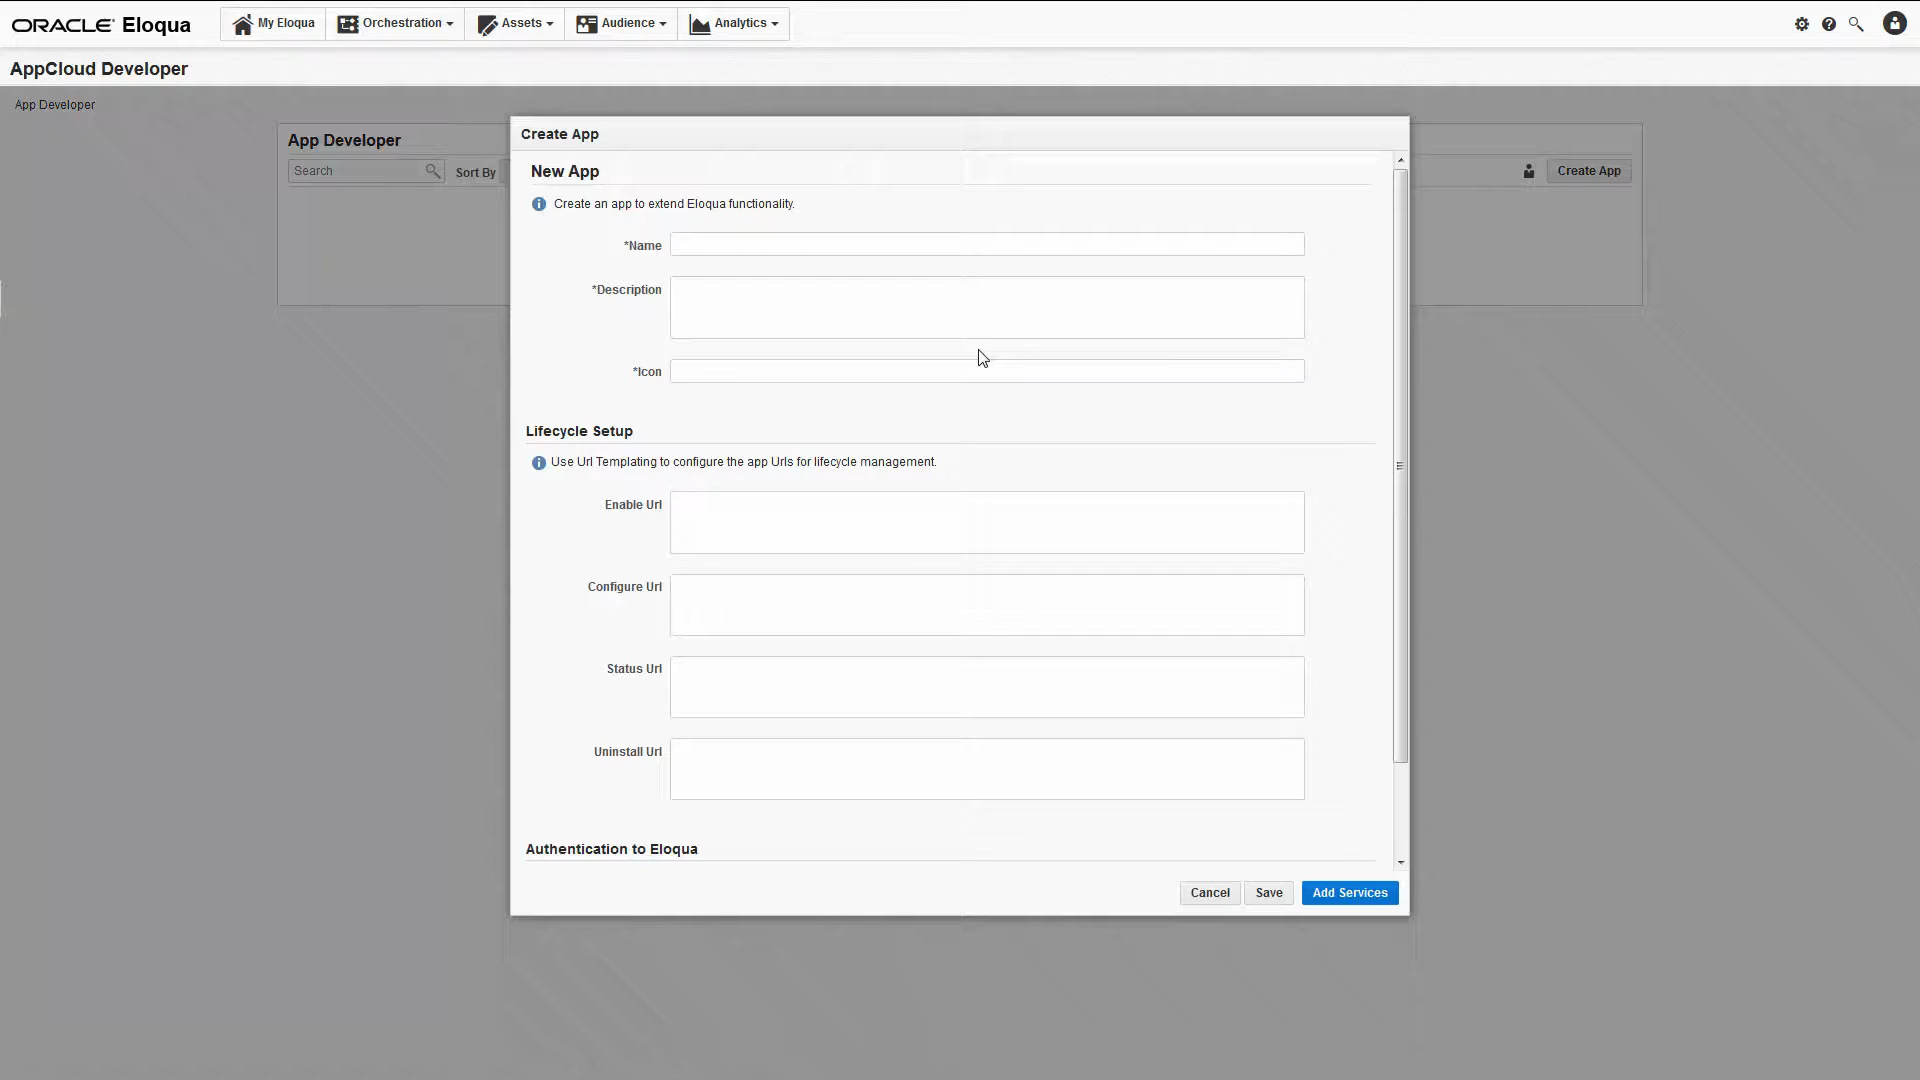 ORACLE Eloqua
My Eloqua
Orchestration
Assets
Audience
Analytics
AppCloud Developer
App Developer
App Developer
Search
Sort By
Create App
Create App
New App
Create an app to extend Eloqua functionality.
*Name
*Description
*Icon
Lifecycle Setup
Use Url Templating to configure the app Urls for lifecycle management.
Enable Url
Configure Url
Status Url
Uninstall Url
Authentication to Eloqua
Cancel
Save
Add Services